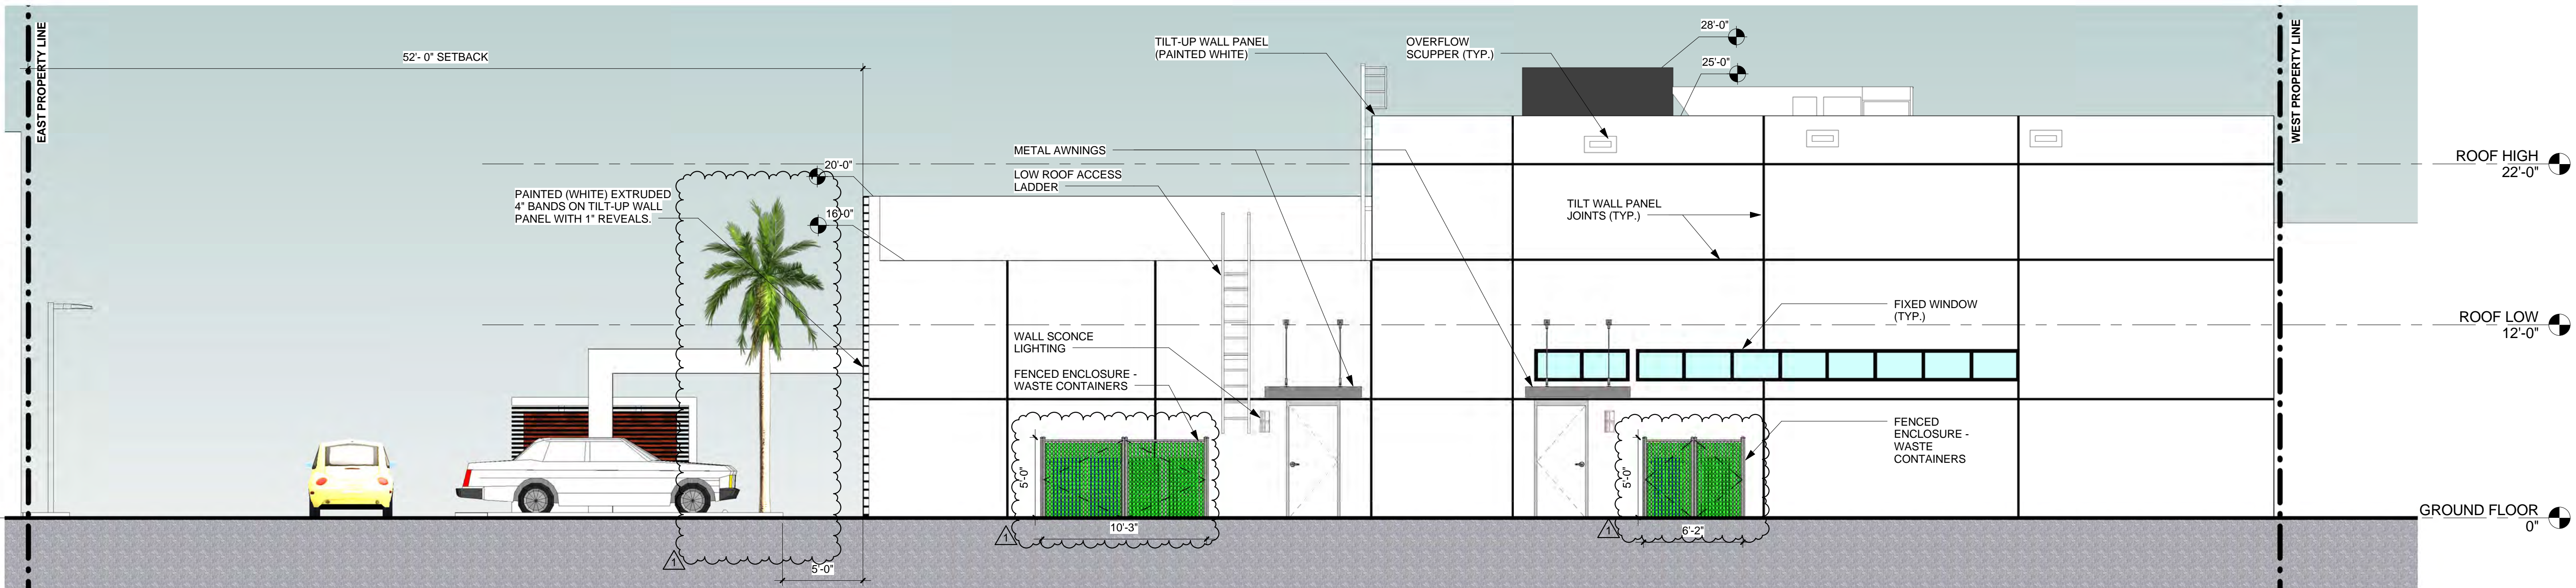 EAST PROPERTY LINE
52'- 0" SETBACK
TILT-UP WALL PANEL
(PAINTED WHITE)
OVERFLOW
SCUPPER (TYP.)
28'-0"
25'-0"
WEST PROPERTY LINE
METAL AWNINGS
LOW ROOF ACCESS
LADDER
20'-0"
16'-0"
PAINTED (WHITE) EXTRUDED
4" BANDS ON TILT-UP WALL
PANEL WITH 1" REVEALS.
TILT WALL PANEL
JOINTS (TYP.)
ROOF HIGH
22'-0"
FIXED WINDOW
(TYP.)
ROOF LOW
12'-0"
WALL SCONCE
LIGHTING
FENCED ENCLOSURE -
WASTE CONTAINERS
FENCED
ENCLOSURE -
WASTE
CONTAINERS
5'-0"
5'-0"
10'-3"
6'-2"
1
1
1
5'-0"
GROUND FLOOR
0"